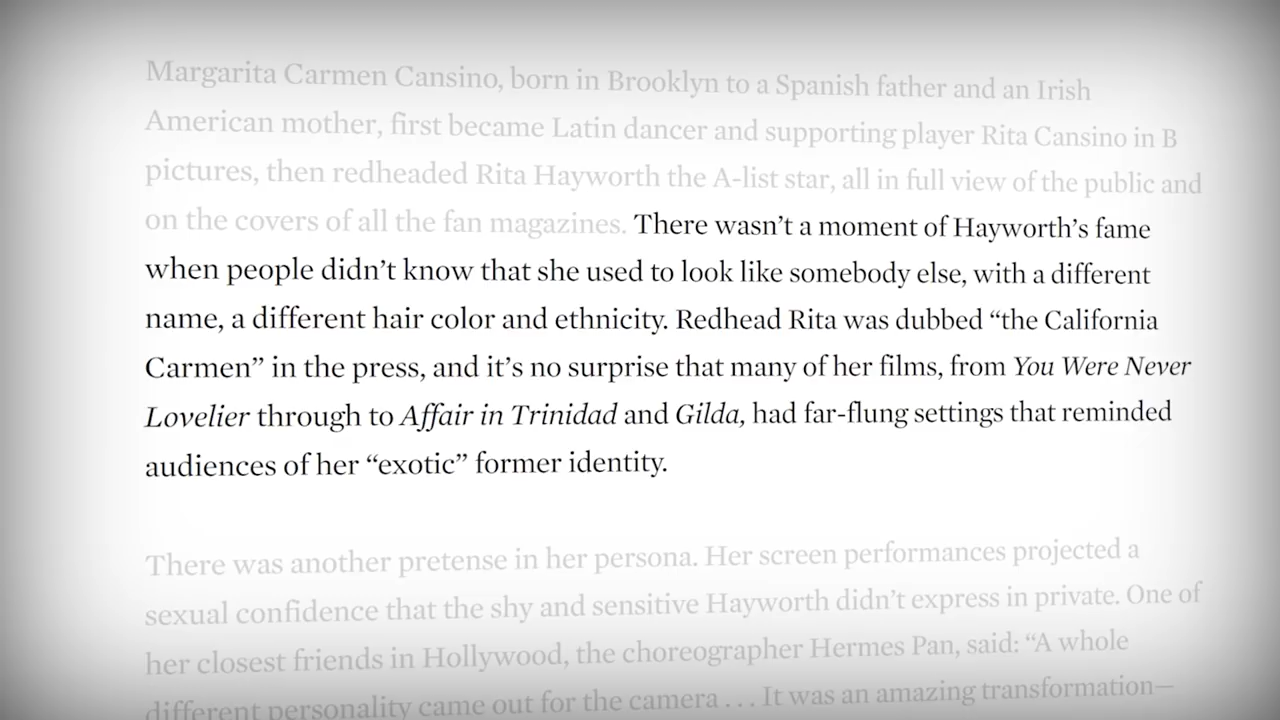 Margarita Carmen Cansino, born in Brooklyn to a Spanish father and an Irish
American mother, first became Latin dancer and supporting player Rita Cansino in B
pictures, then redheaded Rita Hayworth the A-list star, all in full view of the public and
on the covers of all the fan magazines. There wasn’t a moment of Hayworth’s fame
when people didn’t know that she used to look like somebody else, with a different
name, a different hair color and ethnicity. Redhead Rita was dubbed “the California
Carmen” in the press, and it’s no surprise that many of her films, from You Were Never
Lovelier through to Affair in Trinidad and Gilda, had far-flung settings that reminded
audiences of her “exotic” former identity.
There was another pretense in her persona. Her screen performances projected a
sexual confidence that the shy and sensitive Hayworth didn’t express in private. One of
her closest friends in Hollywood, the choreographer Hermes Pan, said: “A whole
different personality came out for the camera . . . It was an amazing transformation—